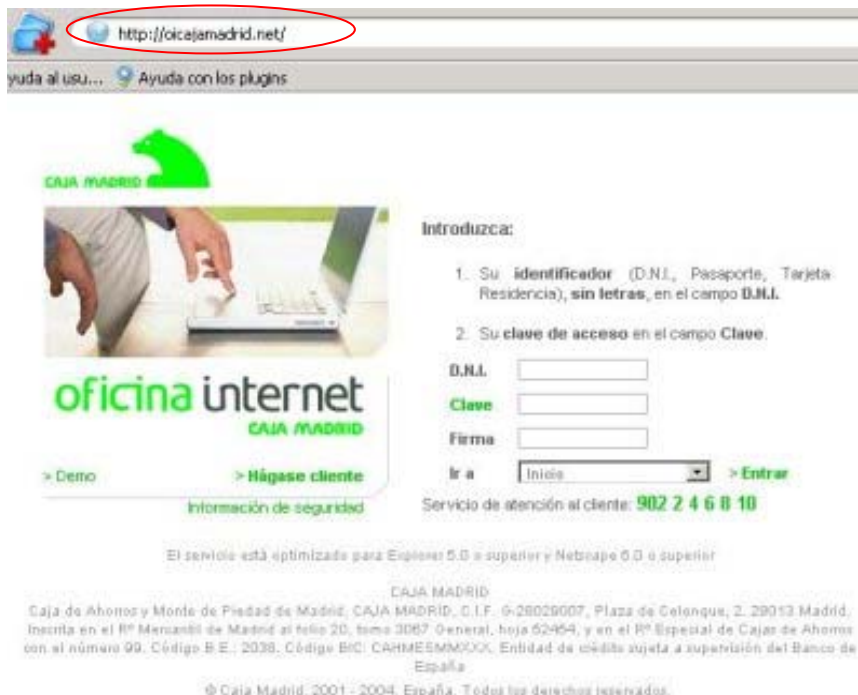 http://oicajamadrid.net/
yuda al usu... Ayuda con los plugins
CAJA MADRID
Introduzca:
1. Su identificador (D.N.I., Pasaporte, Tarjeta
Residencia), sin letras, en el campo D.N.I.
2. Su clave de acceso en el campo Clave.
D.N.I.
Clave
Firma
Ir a Inicio > Entrar
oficina internet
CAJA MADRID
> Demo > Hágase cliente
Información de seguridad
Servicio de atención al cliente: 902 2 4 6 8 10
El servicio está optimizado para Explorer 5.0 o superior y Netscape 6.0 o superior
CAJA MADRID
Caja de Ahorros y Monte de Piedad de Madrid, CAJA MADRID, C.I.F. G-28029007, Plaza de Celenque, 2. 28013 Madrid.
Inscrita en el Rº Mercantil de Madrid al folio 20, tomo 3067 General, hoja 52454, y en el Rº Especial de Cajas de Ahorros
con el número 99. Código B.E.: 2038. Código BIC: CAHMESMMXXX. Entidad de crédito sujeta a supervisión del Banco de
España
© Caja Madrid. 2001 - 2004. España. Todos los derechos reservados.